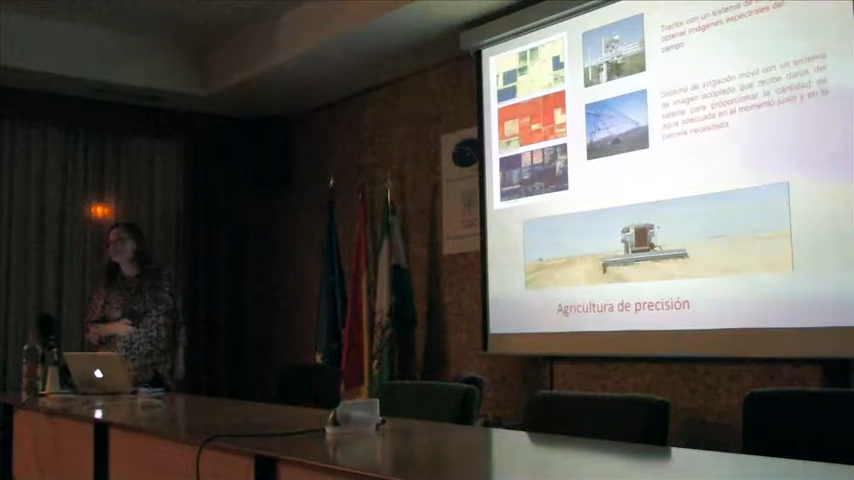 Tractor con un sistema de
obtener imágenes espectrales del
campo
Sistema de irrigación móvil con un sistema
de imagen acoplado que recibe datos del
satélite para proporcionar la cantidad de
agua adecuada en el momento justo y en la
parcela necesitada.
Agricultura de precisión